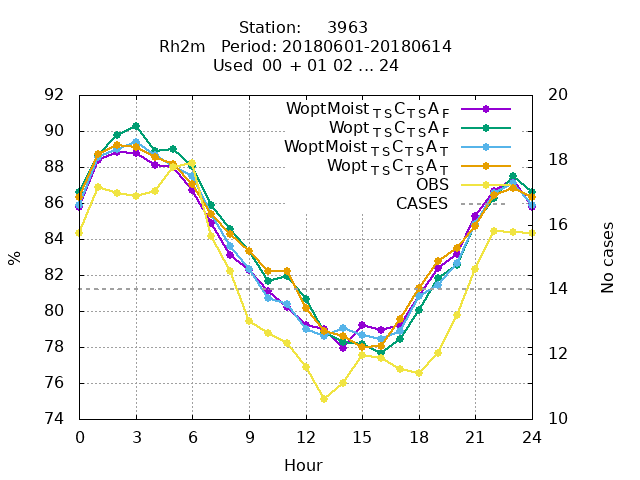 Station: 3963
Rh2m Period: 20180601-20180614
Used 00 + 01 02 ... 24
92 20
WoptMoist TS C TS A F
90 Wopt TS C TS A F
WoptMoist TS C TS A T
88 Wopt TS C TS A T 18
86 OBS
CASES
84 16
82 14
% No cases
80
78 12
76
74 10
0 3 6 9 12 15 18 21 24
Hour